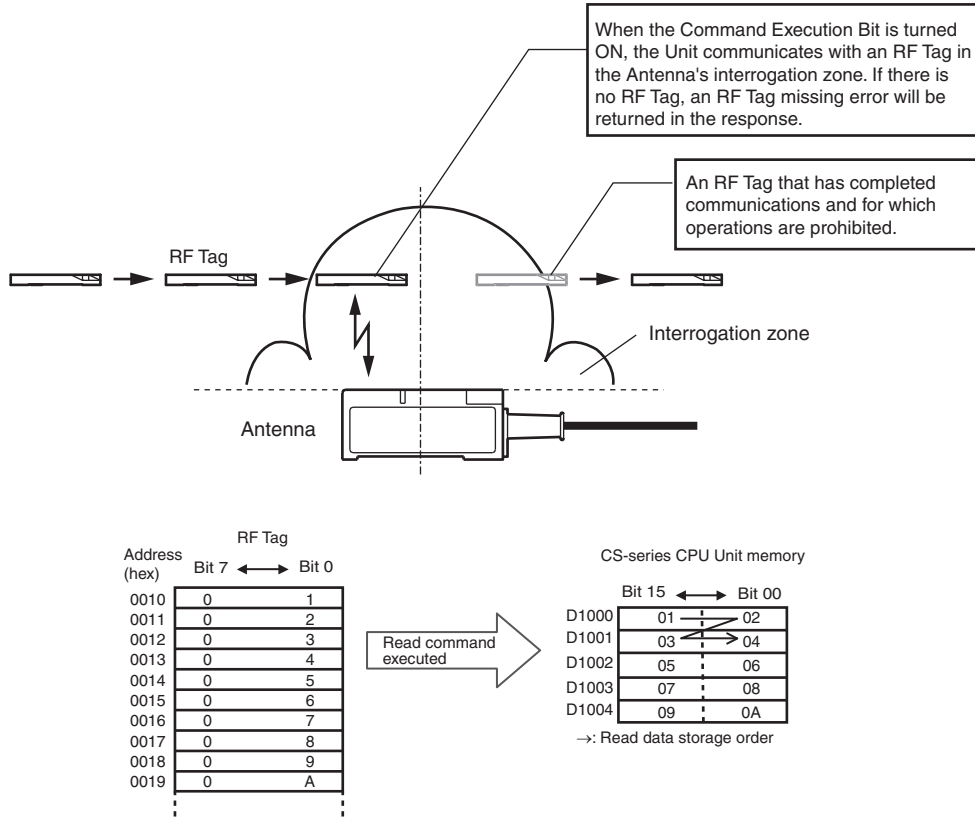 When the Command Execution Bit is turned
ON, the Unit communicates with an RF Tag in
the Antenna's interrogation zone. If there is
no RF Tag, an RF Tag missing error will be
returned in the response.
An RF Tag that has completed
communications and for which
operations are prohibited.
RF Tag
Interrogation zone
Antenna
RF Tag
Address
(hex)
Bit 7 Bit 0
0010 0 1
0011 0 2
0012 0 3
0013 0 4
0014 0 5
0015 0 6
0016 0 7
0017 0 8
0018 0 9
0019 0 A
Read command
executed
CS-series CPU Unit memory
Bit 15 Bit 00
D1000 01 02
D1001 03 04
D1002 05 06
D1003 07 08
D1004 09 0A
→: Read data storage order